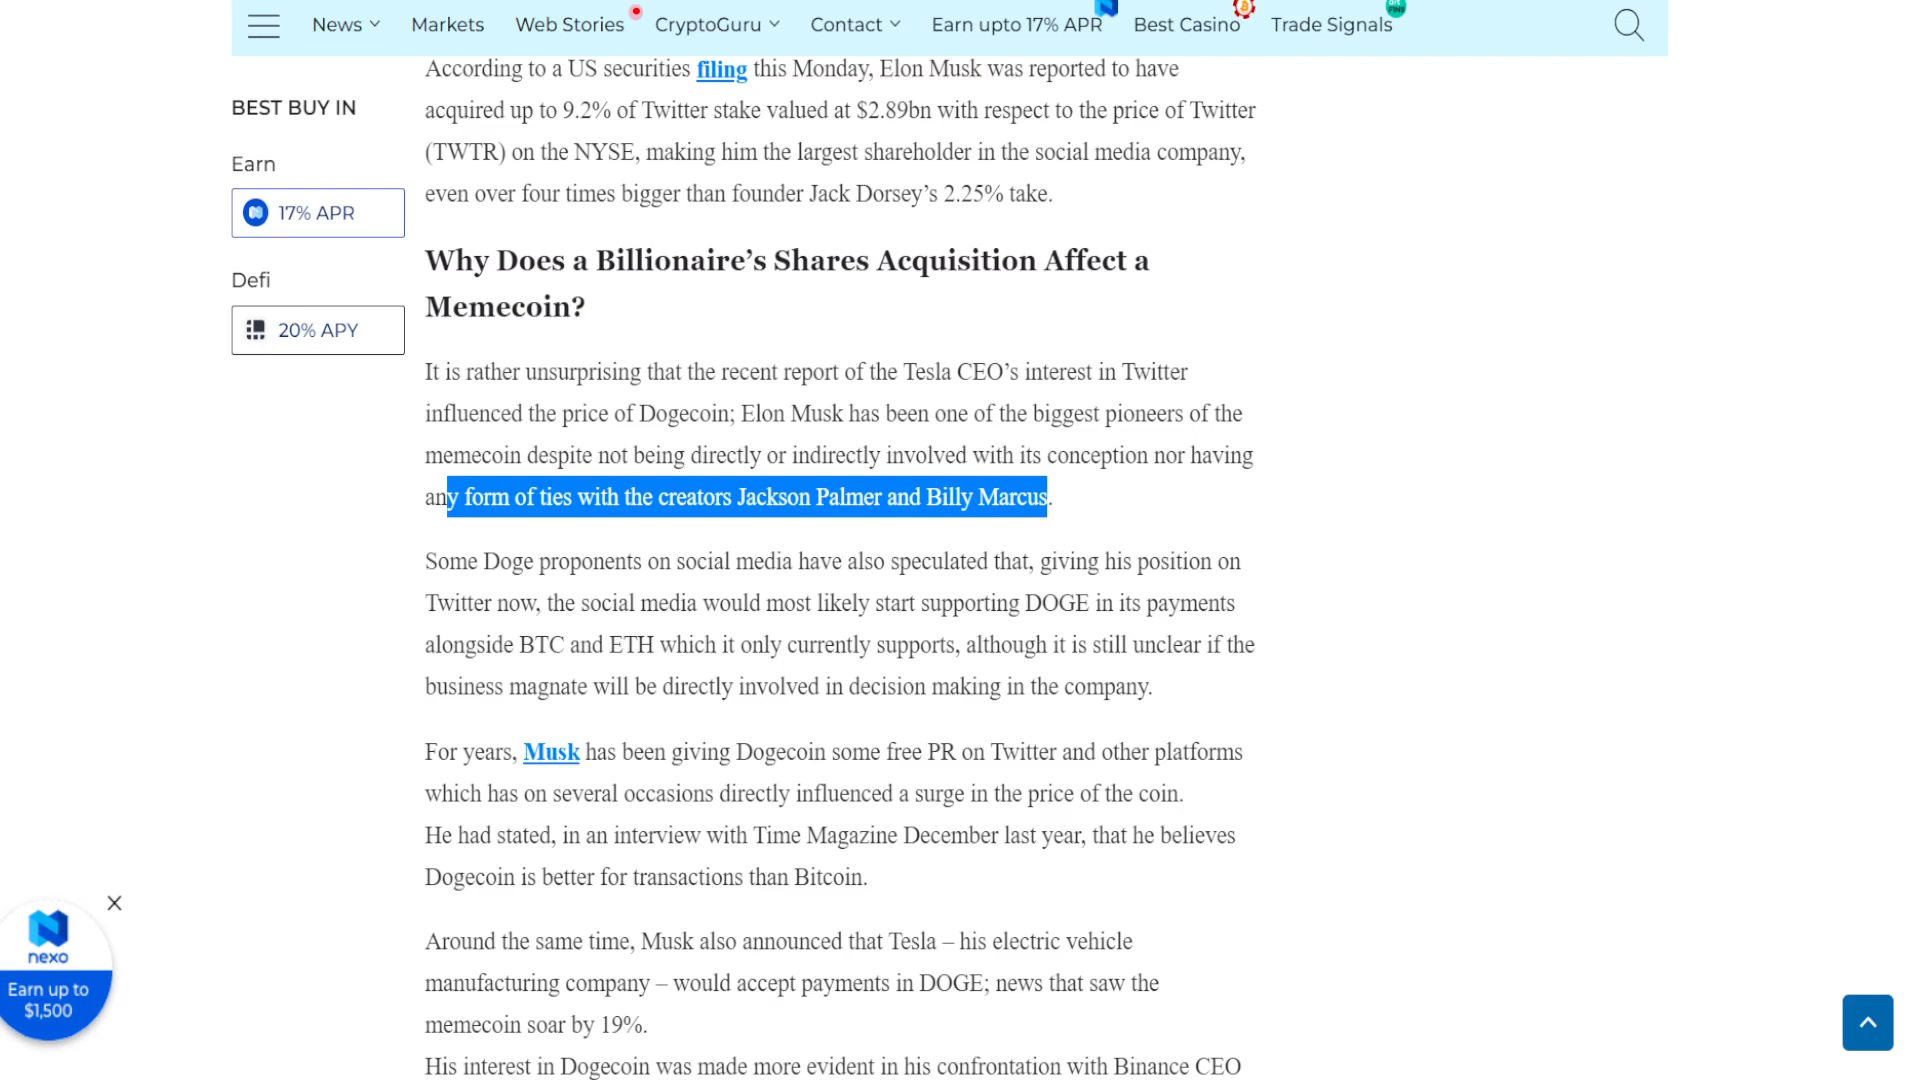 News
Markets
Web Stories
CryptoGuru
Contact
Earn upto 17% APR
Best Casino
Trade Signals
BEST BUY IN
Earn
17% APR
Defi
20% APY
According to a US securities filing this Monday, Elon Musk was reported to have
acquired up to 9.2% of Twitter stake valued at $2.89bn with respect to the price of Twitter
(TWTR) on the NYSE, making him the largest shareholder in the social media company,
even over four times bigger than founder Jack Dorsey’s 2.25% take.
Why Does a Billionaire’s Shares Acquisition Affect a
Memecoin?
It is rather unsurprising that the recent report of the Tesla CEO’s interest in Twitter
influenced the price of Dogecoin; Elon Musk has been one of the biggest pioneers of the
memecoin despite not being directly or indirectly involved with its conception nor having
any form of ties with the creators Jackson Palmer and Billy Marcus.
Some Doge proponents on social media have also speculated that, giving his position on
Twitter now, the social media would most likely start supporting DOGE in its payments
alongside BTC and ETH which it only currently supports, although it is still unclear if the
business magnate will be directly involved in decision making in the company.
For years, Musk has been giving Dogecoin some free PR on Twitter and other platforms
which has on several occasions directly influenced a surge in the price of the coin.
He had stated, in an interview with Time Magazine December last year, that he believes
Dogecoin is better for transactions than Bitcoin.
Around the same time, Musk also announced that Tesla – his electric vehicle
manufacturing company – would accept payments in DOGE; news that saw the
memecoin soar by 19%.
His interest in Dogecoin was made more evident in his confrontation with Binance CEO
nexo
Earn up to
$1,500